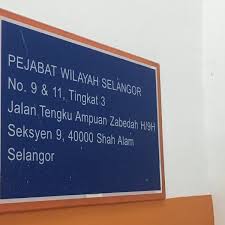 PEJABAT WILAYAH SELANGOR
No. 9 & 11, Tingkat 3
Jalan Tengku Ampuan Zabedah H/9H
Seksyen 9, 40000 Shah Alam
Selangor